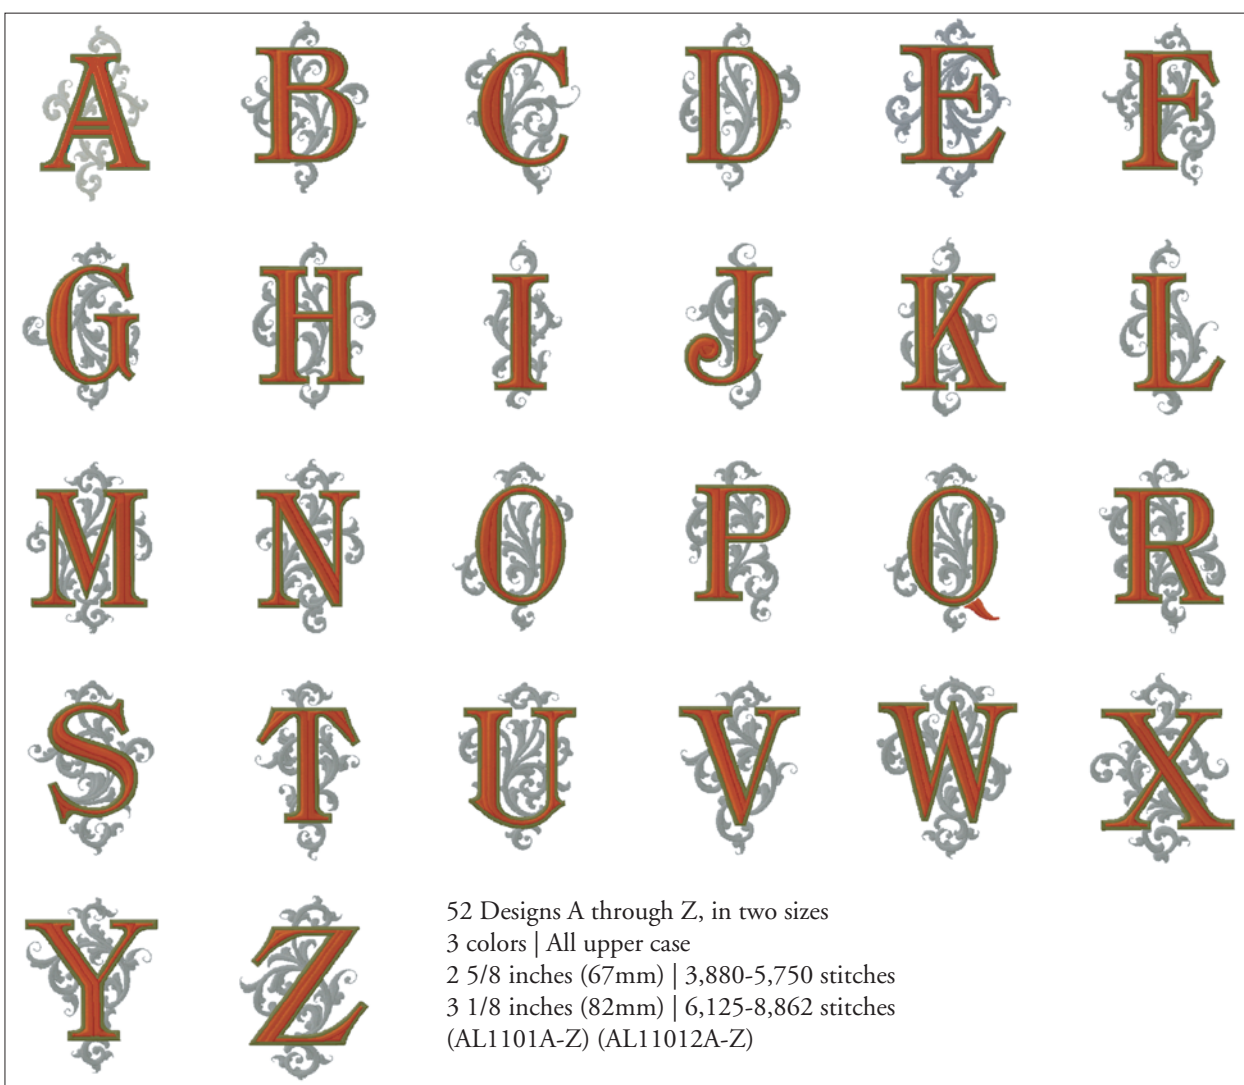 A B C D E F
G H I J K L
M N O P Q R
S T U V W X
Y Z
52 Designs A through Z, in two sizes
3 colors | All upper case
2 5/8 inches (67mm) | 3,880-5,750 stitches
3 1/8 inches (82mm) | 6,125-8,862 stitches
(AL1101A-Z) (AL11012A-Z)